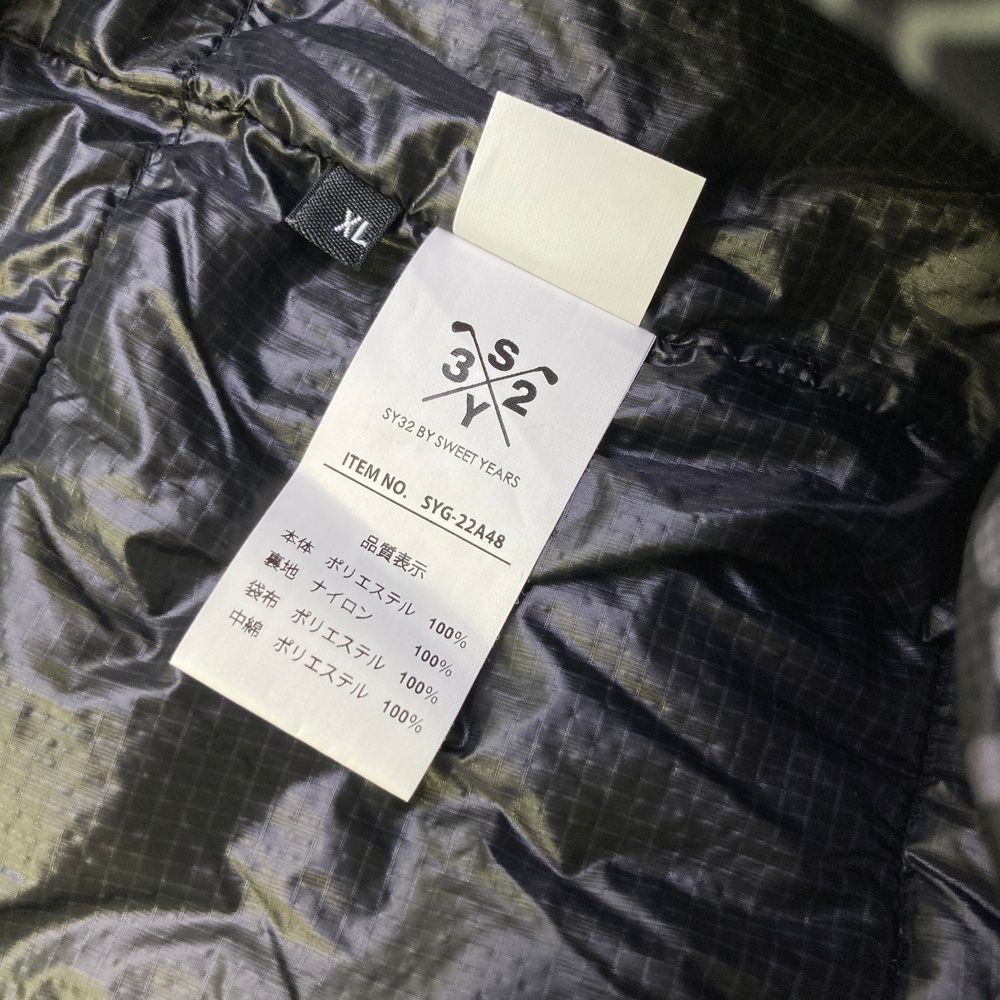 XL
S
3 2
Y
SY32 BY SWEET YEARS
ITEM NO. SYG-22A48
品質表示
本体 ポリエステル 100%
裏地 ナイロン 100%
袋布 ポリエステル 100%
中綿 ポリエステル 100%